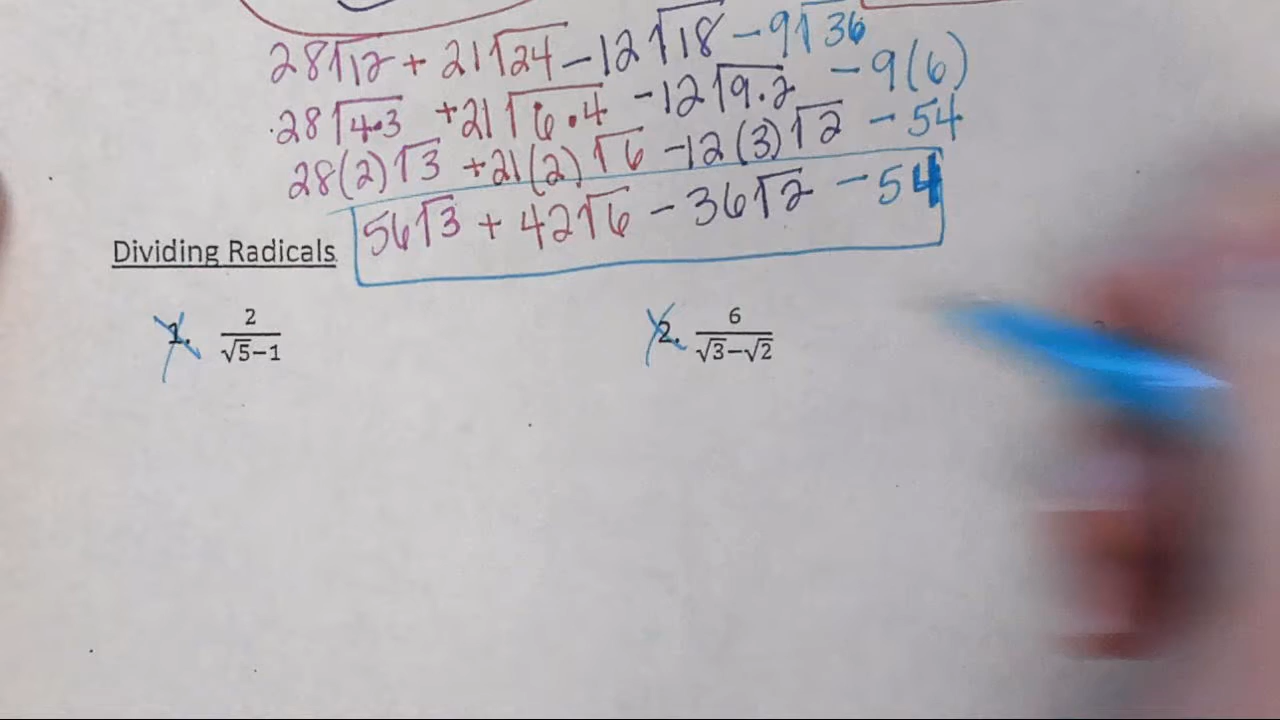 28√12 + 21√24 - 12√18 - 9√36
28√4•3 + 21√6•4 - 12√9•2 - 9(6)
28(2)√3 + 21(2)√6 - 12(3)√2 - 54
56√3 + 42√6 - 36√2 - 54
Dividing Radicals
1. 2/(√5-1)
2. 6/(√3-√2)